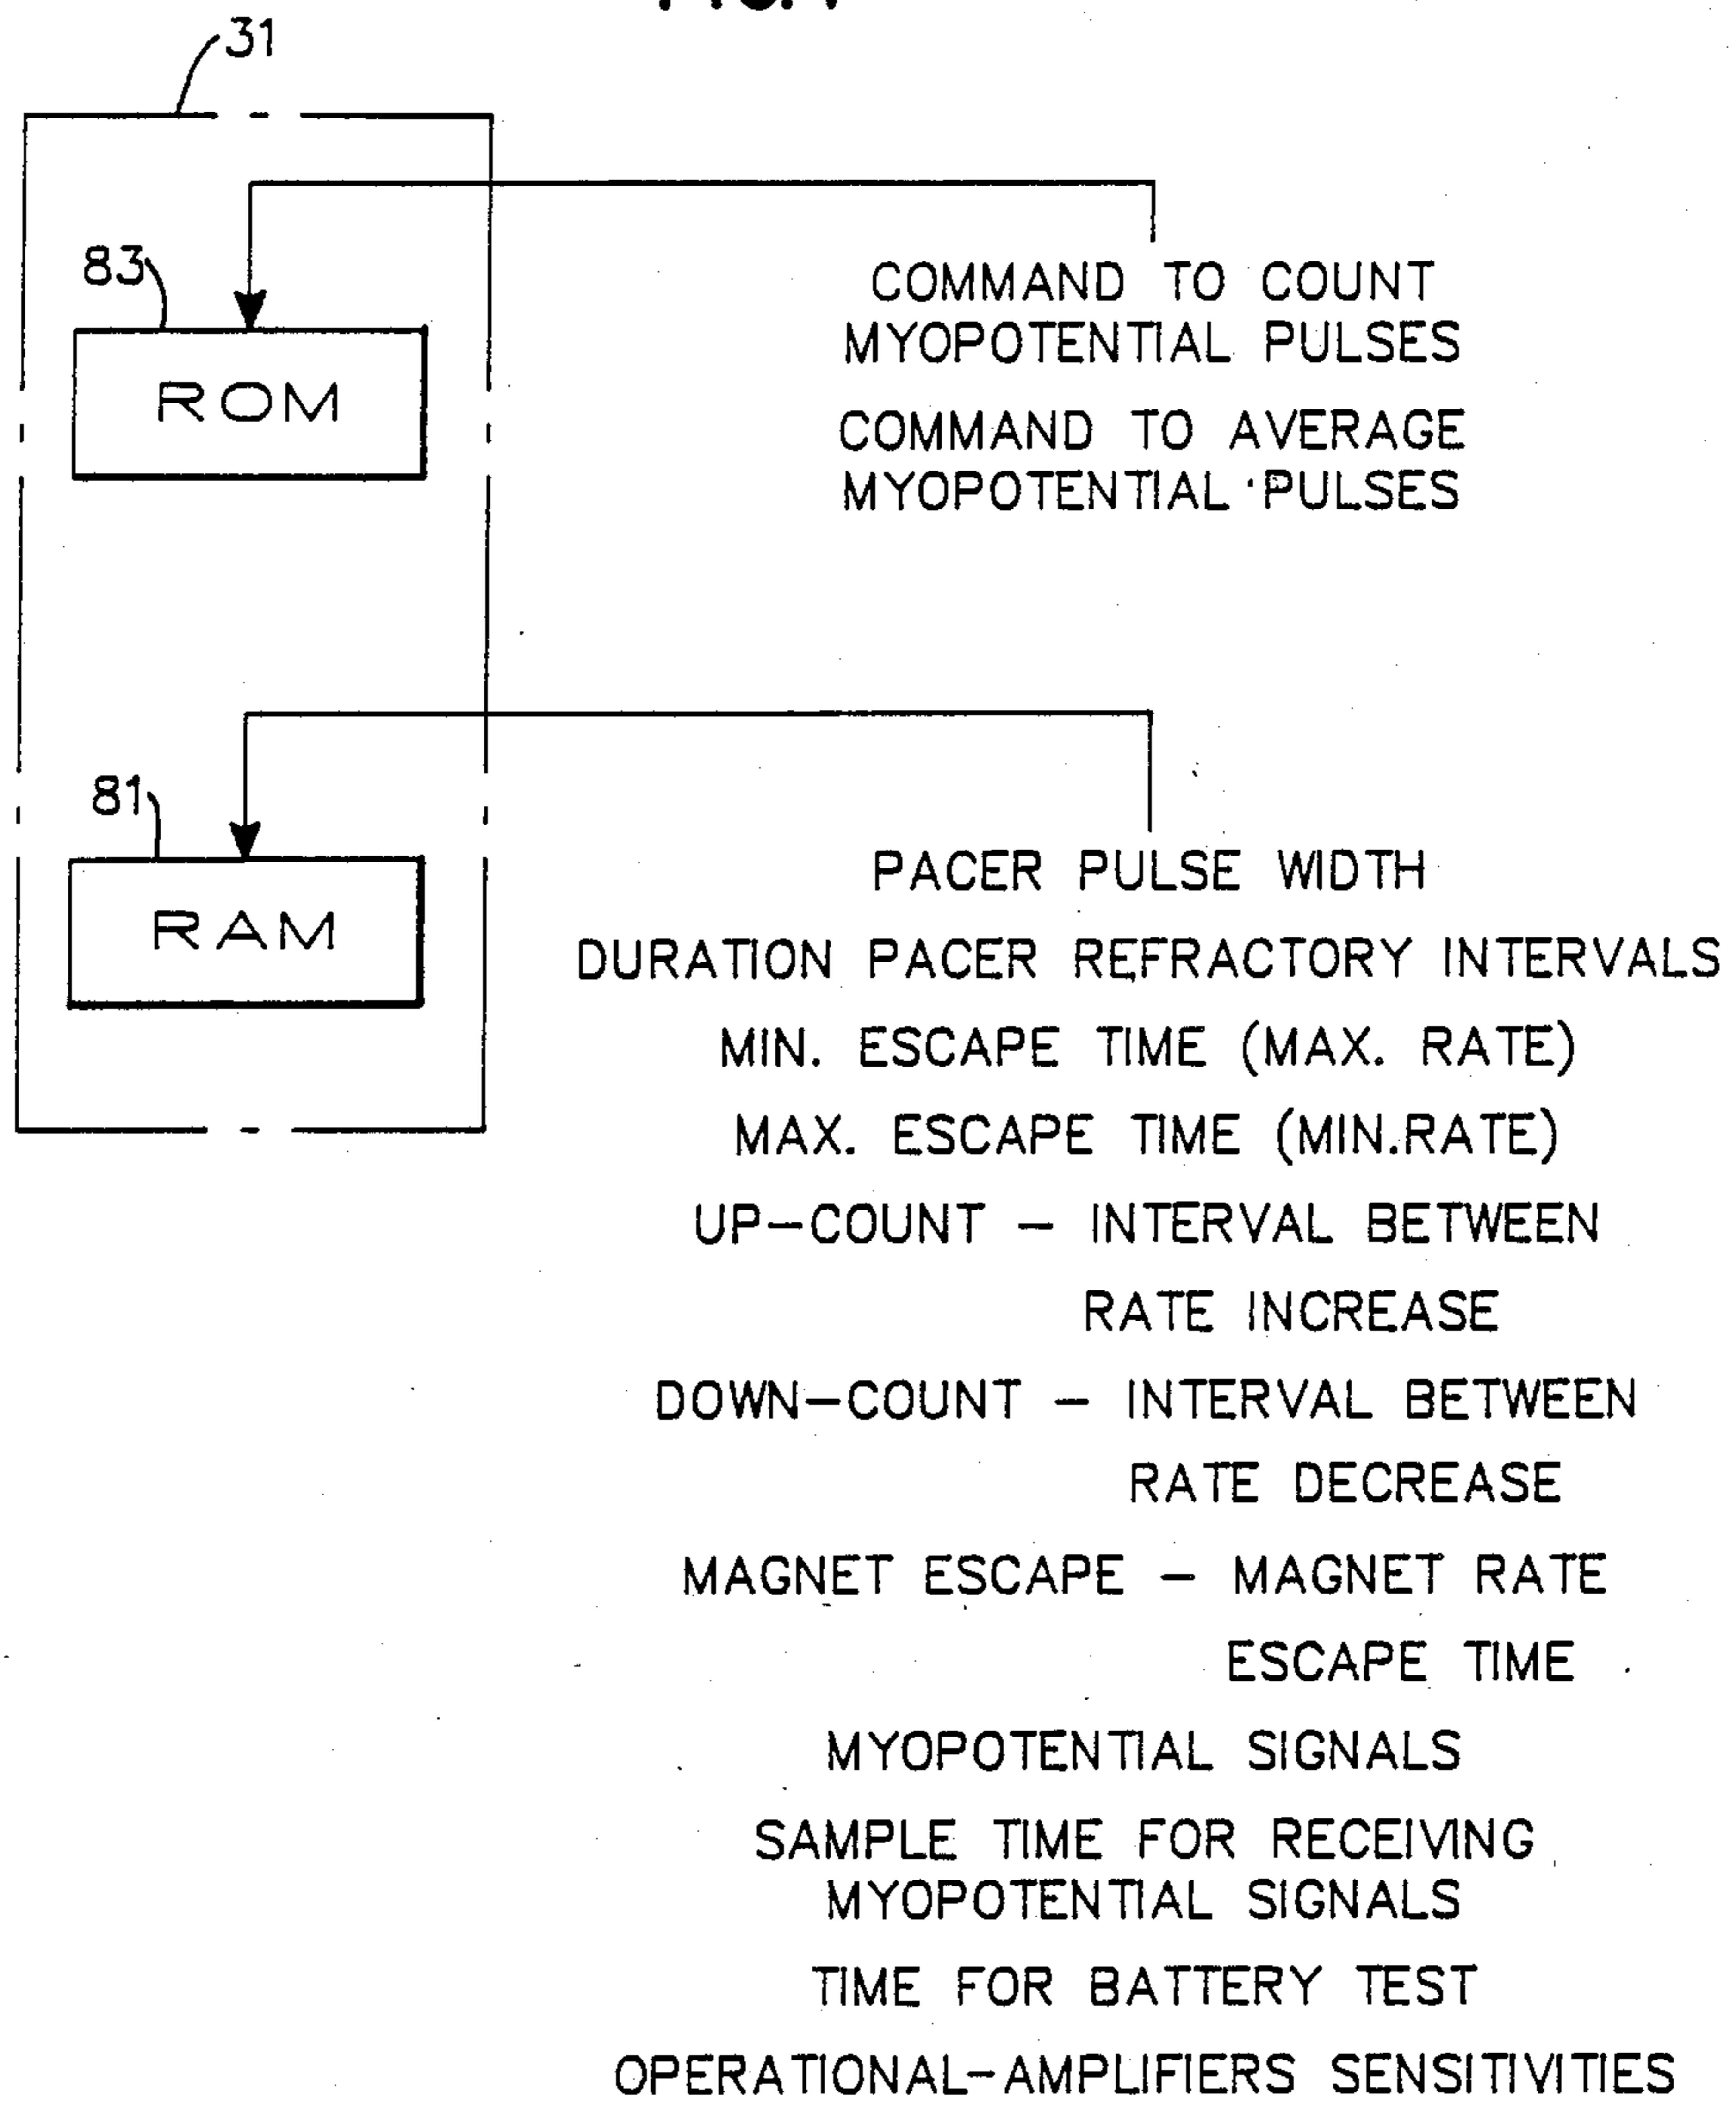 31
83
ROM
COMMAND TO COUNT
MYOPOTENTIAL PULSES
COMMAND TO AVERAGE
MYOPOTENTIAL PULSES
81
RAM
PACER PULSE WIDTH
DURATION PACER REFRACTORY INTERVALS
MIN. ESCAPE TIME (MAX. RATE)
MAX. ESCAPE TIME (MIN.RATE)
UP-COUNT - INTERVAL BETWEEN
RATE INCREASE
DOWN-COUNT - INTERVAL BETWEEN
RATE DECREASE
MAGNET ESCAPE - MAGNET RATE
ESCAPE TIME
MYOPOTENTIAL SIGNALS
SAMPLE TIME FOR RECEIVING
MYOPOTENTIAL SIGNALS
TIME FOR BATTERY TEST
OPERATIONAL-AMPLIFIERS SENSITIVITIES